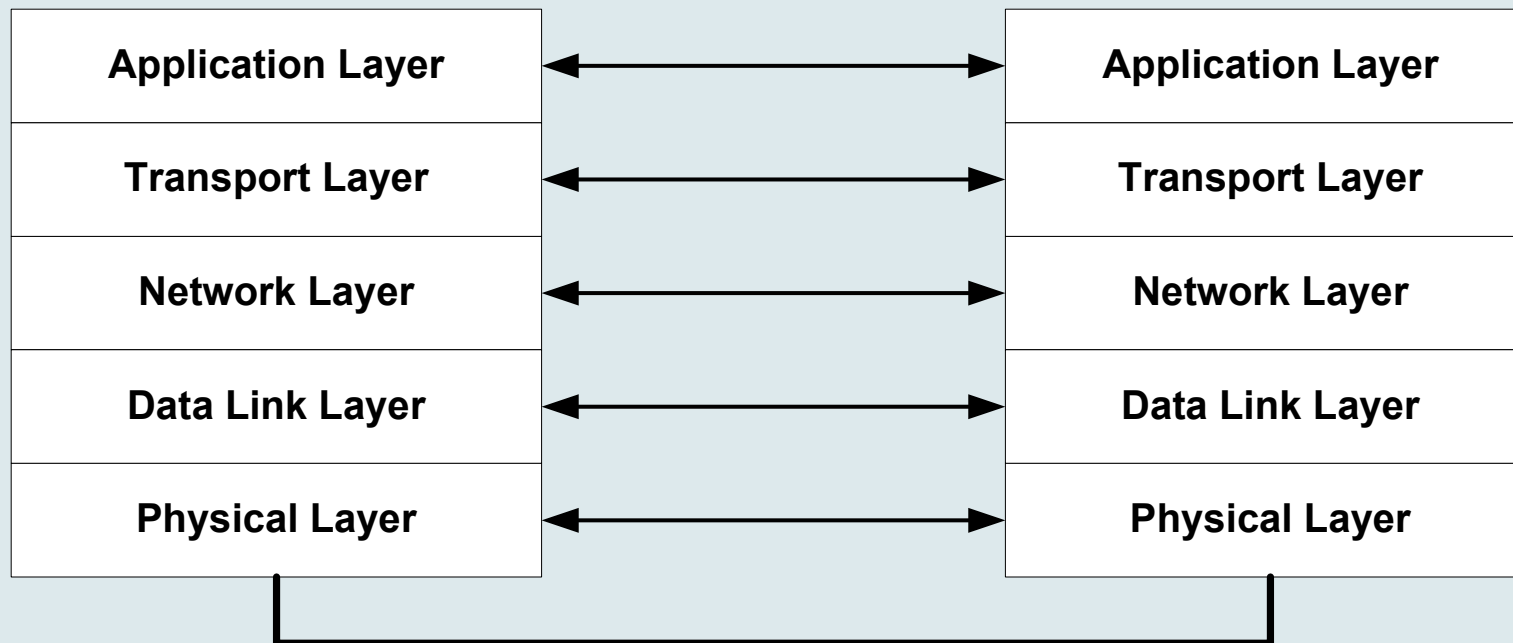 Application Layer
Application Layer
Transport Layer
Transport Layer
Network Layer
Network Layer
Data Link Layer
Data Link Layer
Physical Layer
Physical Layer